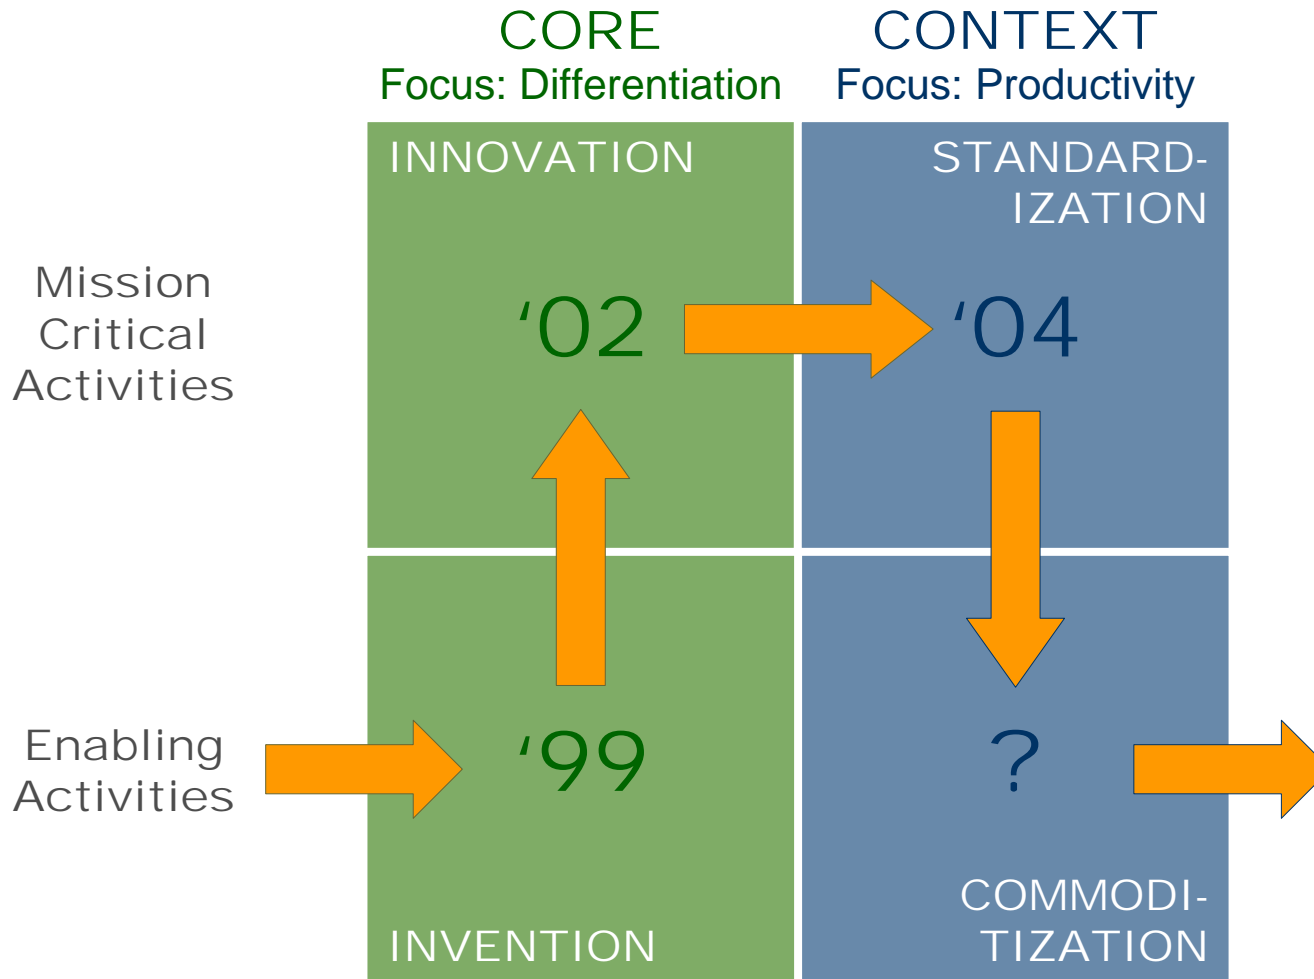 CORE
Focus: Differentiation
CONTEXT
Focus: Productivity
INNOVATION
STANDARD-
IZATION
Mission
Critical
Activities
‘02
‘04
Enabling
Activities
‘99
?
INVENTION
COMMODI-
TIZATION